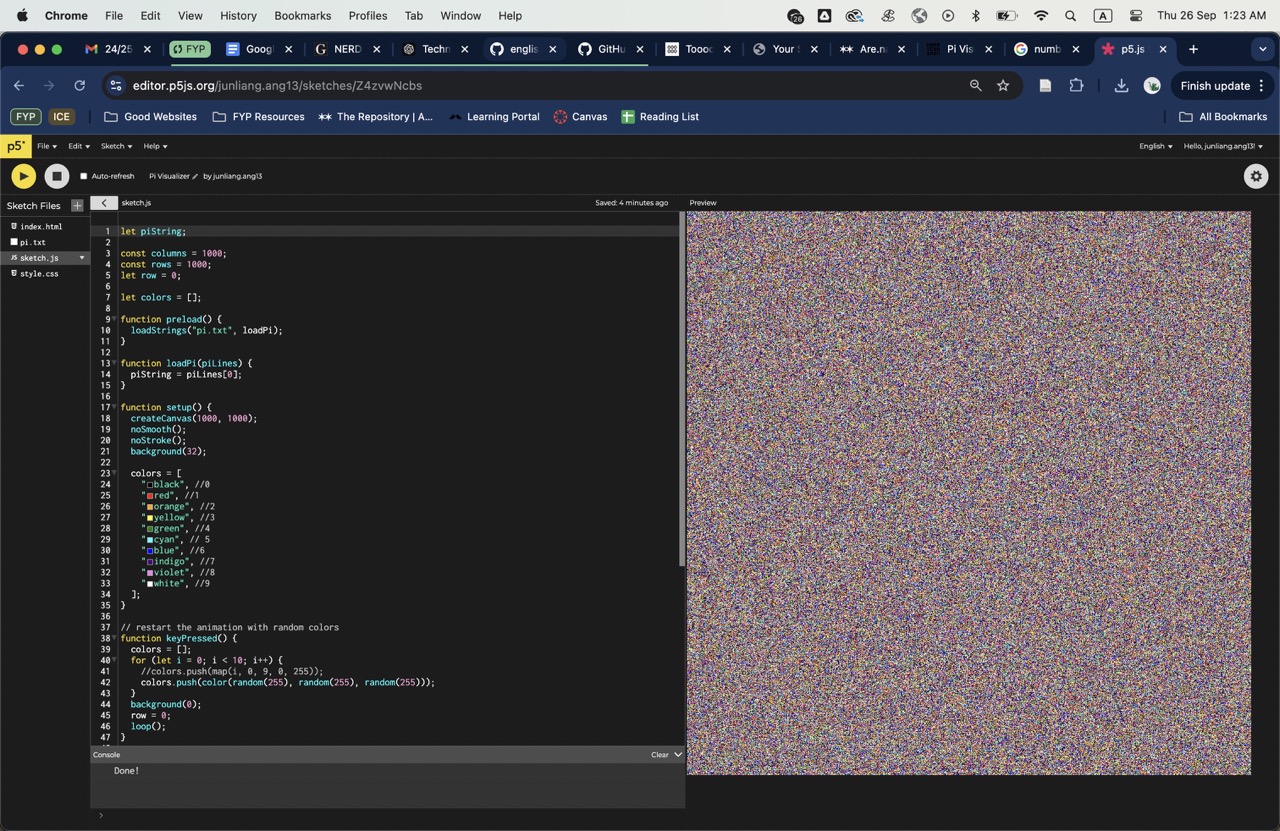 Chrome File Edit View History Bookmarks Profiles Tab Window Help 26 A Thu 26 Sep 1:23 AM
24/25 FYP Googl NERD Techn englis GitHu Toooc Your Are.na Pi Vis numb p5.js
editor.p5js.org/junliang.ang13/sketches/Z4zvwNcbs Finish update
FYP ICE Good Websites FYP Resources The Repository | A... Learning Portal Canvas Reading List All Bookmarks
p5* File Edit Sketch Help English Hello, junliang.ang13!
Auto-refresh Pi Visualizer by junliang.ang13
Sketch Files + sketch.js Saved: 4 minutes ago Preview
index.html
pi.txt
JS sketch.js
style.css
1 let piString;
2
3 const columns = 1000;
4 const rows = 1000;
5 let row = 0;
6
7 let colors = [];
8
9 function preload() {
10 loadStrings("pi.txt", loadPi);
11 }
12
13 function loadPi(piLines) {
14 piString = piLines[0];
15 }
16
17 function setup() {
18 createCanvas(1000, 1000);
19 noSmooth();
20 noStroke();
21 background(32);
22
23 colors = [
24 "black", //0
25 "red", //1
26 "orange", //2
27 "yellow", //3
28 "green", //4
29 "cyan", // 5
30 "blue", //6
31 "indigo", //7
32 "violet", //8
33 "white", //9
34 ];
35 }
36
37 // restart the animation with random colors
38 function keyPressed() {
39 colors = [];
40 for (let i = 0; i < 10; i++) {
41 //colors.push(map(i, 0, 9, 0, 255));
42 colors.push(color(random(255), random(255), random(255)));
43 }
44 background(0);
45 row = 0;
46 loop();
47 }
Console Clear
Done!